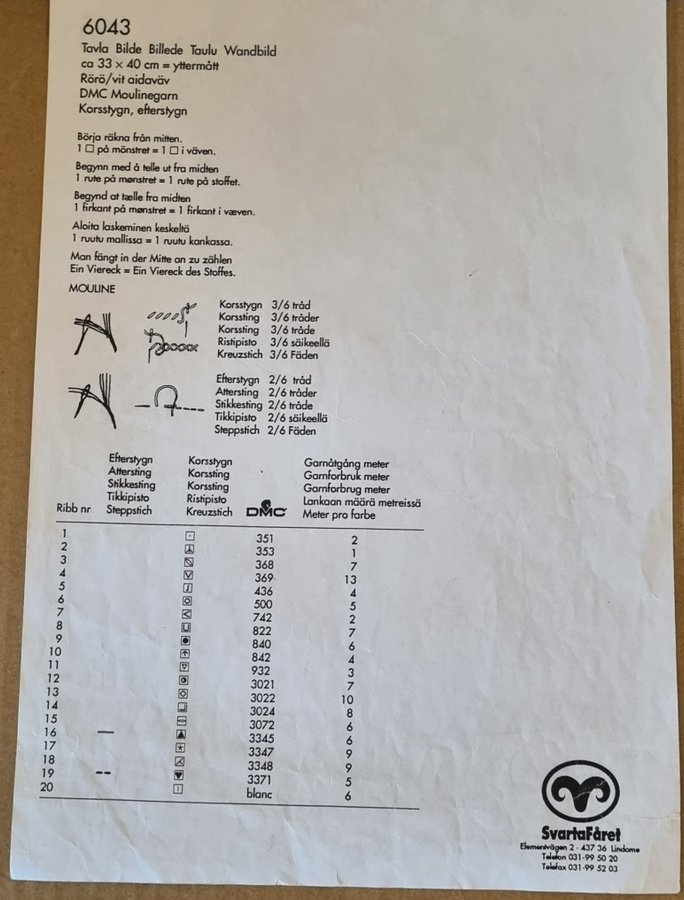 6043
Tavla Bilde Billede Taulu Wandbild
ca 33 × 40 cm = yttermått
Rörö/vit aidaväv
DMC Moulinegarn
Korsstygn, efterstygn
Börja räkna från mitten.
1 □ på mönstret = 1 □ i väven.
Begynn med å telle ut fra midten
1 rute på mønstret = 1 rute på stoffet.
Begynd at tælle fra midten
1 firkant på mønstret = 1 firkant i væven.
Aloita laskeminen keskeltä
1 ruutu mallissa = 1 ruutu kankassa.
Man fängt in der Mitte an zu zählen
Ein Viereck = Ein Viereck des Stoffes.
MOULINE
Korsstygn 3/6 tråd
Korssting 3/6 tråder
Korssting 3/6 tråde
Ristipisto 3/6 säikeellä
Kreuzstich 3/6 Fäden
Efterstygn 2/6 tråd
Attersting 2/6 tråder
Stikkesting 2/6 tråde
Tikkipisto 2/6 säikeellä
Steppstich 2/6 Fäden
Efterstygn Korsstygn Garnåtgång meter
Attersting Korssting Garnforbruk meter
Stikkesting Korssting Garnforbrug meter
Tikkipisto Ristipisto Lankaan määrä metreissä
Ribb nr Steppstich Kreuzstich DMC Meter pro farbe
1 351 2
2 353 1
3 368 7
4 369 13
5 436 4
6 500 5
7 742 2
8 822 7
9 840 6
10 842 4
11 932 3
12 3021 7
13 3022 10
14 3024 8
15 3072 6
16 3345 6
17 3347 9
18 3348 9
19 3371 5
20 blanc 6
SvartaFåret
Elementvägen 2 · 437 36 Lindome
Telefon 031-99 50 20
Telefax 031-99 52 03